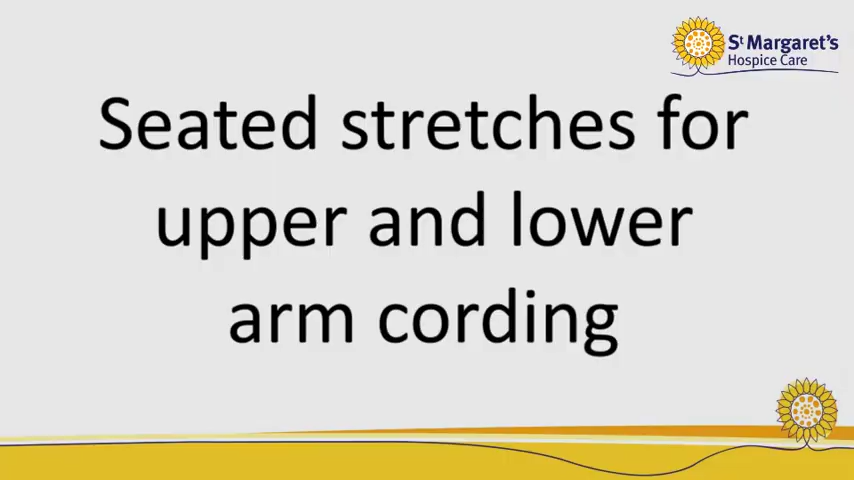 St Margaret's
Hospice Care
Seated stretches for
upper and lower
arm cording